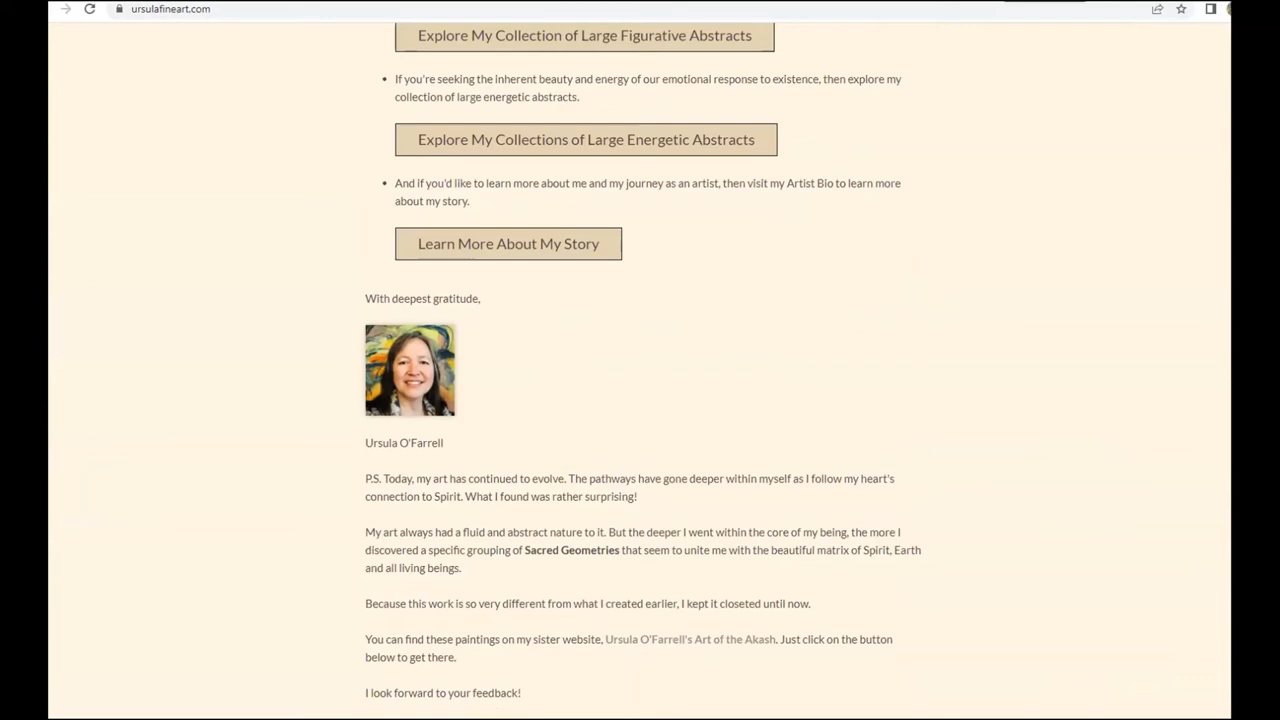 ursulafineart.com
Explore My Collection of Large Figurative Abstracts
• If you're seeking the inherent beauty and energy of our emotional response to existence, then explore my
collection of large energetic abstracts.
Explore My Collections of Large Energetic Abstracts
• And if you'd like to learn more about me and my journey as an artist, then visit my Artist Bio to learn more
about my story.
Learn More About My Story
With deepest gratitude,
Ursula O'Farrell
P.S. Today, my art has continued to evolve. The pathways have gone deeper within myself as I follow my heart's
connection to Spirit. What I found was rather surprising!
My art always had a fluid and abstract nature to it. But the deeper I went within the core of my being, the more I
discovered a specific grouping of Sacred Geometries that seem to unite me with the beautiful matrix of Spirit, Earth
and all living beings.
Because this work is so very different from what I created earlier, I kept it closeted until now.
You can find these paintings on my sister website, Ursula O'Farrell's Art of the Akash. Just click on the button
below to get there.
I look forward to your feedback!